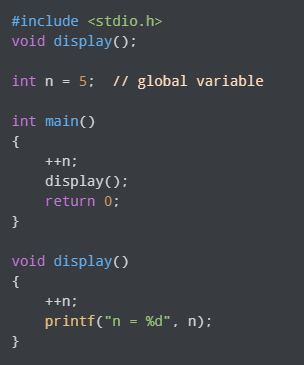 #include <stdio.h>
void display();
int n = 5;  // global variable
int main()
{
    ++n;
    display();
    return 0;
}
void display()
{
    ++n;
    printf("n = %d", n);
}